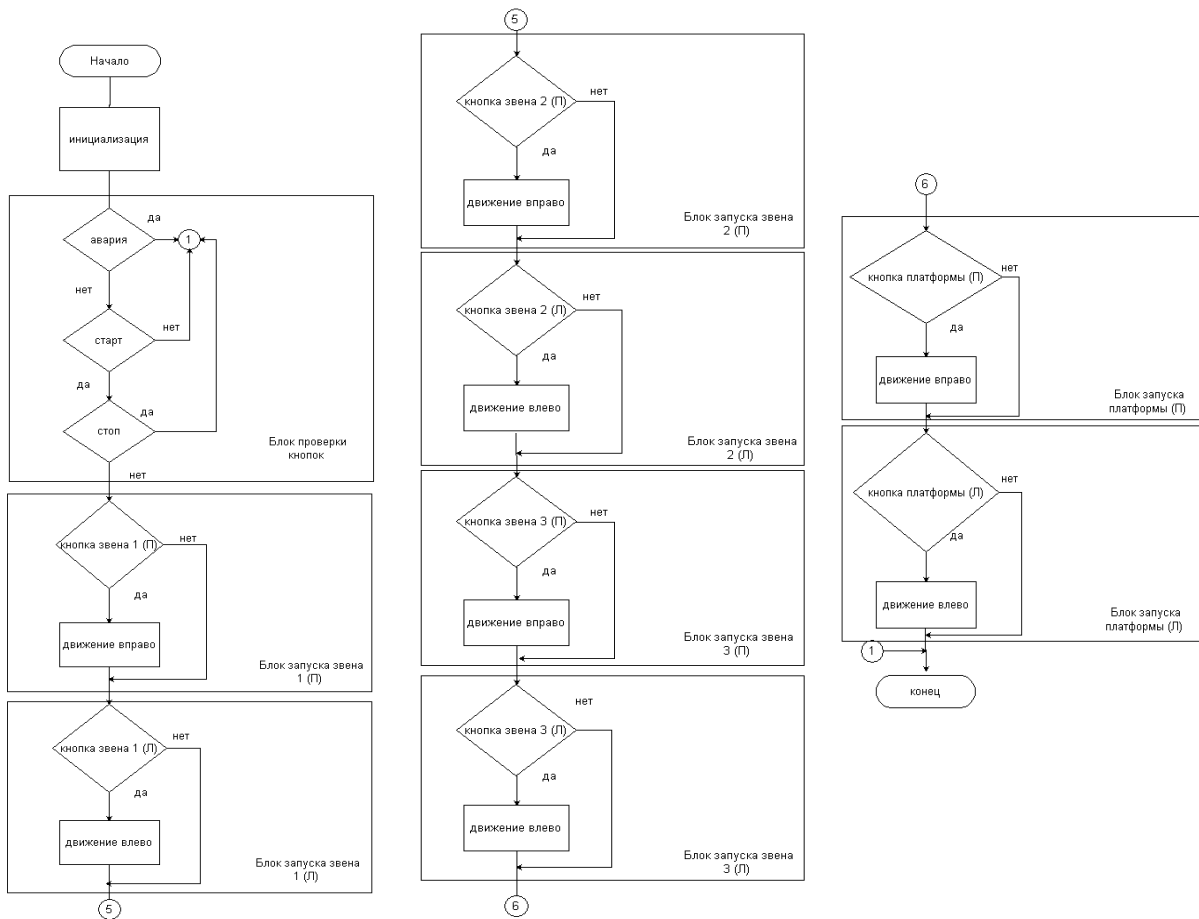 Начало
инициализация
авария
да
1
нет
старт
нет
да
стоп
да
Блок проверки
кнопок
нет
кнопка звена 1 (П)
нет
да
движение вправо
Блок запуска звена
1 (П)
кнопка звена 1 (Л)
нет
да
движение влево
Блок запуска звена
1 (Л)
5
5
кнопка звена 2 (П)
нет
да
движение вправо
Блок запуска звена
2 (П)
кнопка звена 2 (Л)
нет
да
движение влево
Блок запуска звена
2 (Л)
кнопка звена 3 (П)
нет
да
движение вправо
Блок запуска звена
3 (П)
кнопка звена 3 (Л)
нет
да
движение влево
Блок запуска звена
3 (Л)
6
6
кнопка платформы (П)
нет
да
движение вправо
Блок запуска
платформы (П)
кнопка платформы (Л)
нет
да
движение влево
Блок запуска
платформы (Л)
1
конец